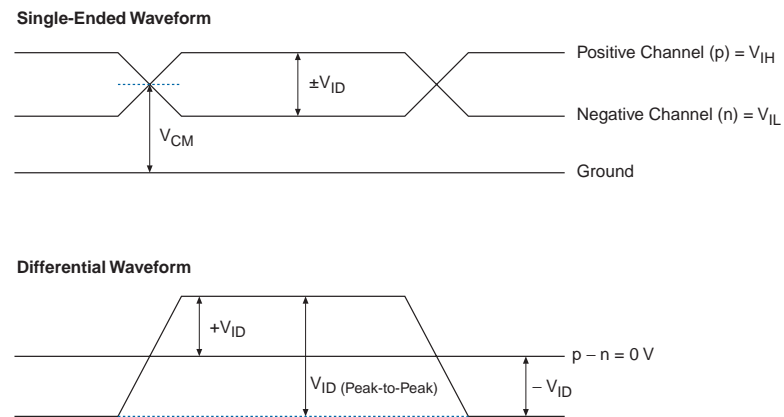 Single-Ended Waveform
Positive Channel (p) = VIH
±VID
Negative Channel (n) = VIL
VCM
Ground
Differential Waveform
+VID
p – n = 0 V
VID (Peak-to-Peak)
– VID